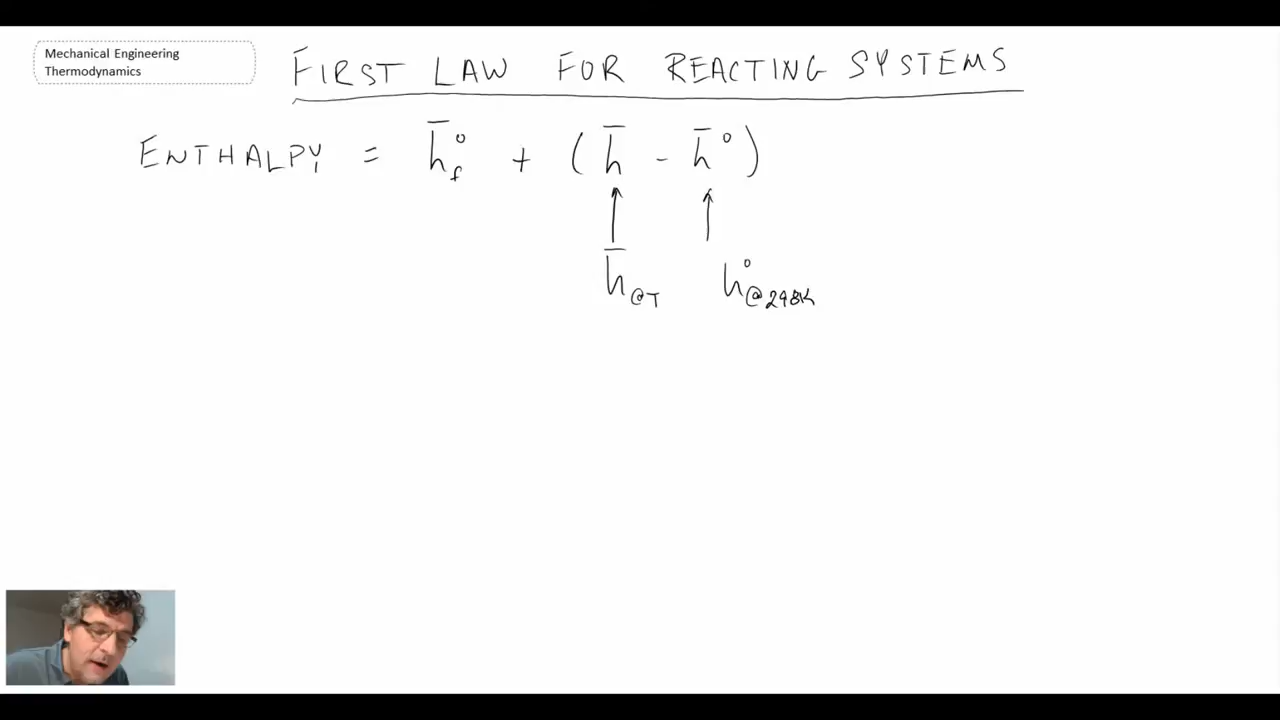 Mechanical Engineering
Thermodynamics
FIRST LAW FOR REACTING SYSTEMS
ENTHALPY = h̄°f + (h̄ - h̄°)
h̄@T h°@298K